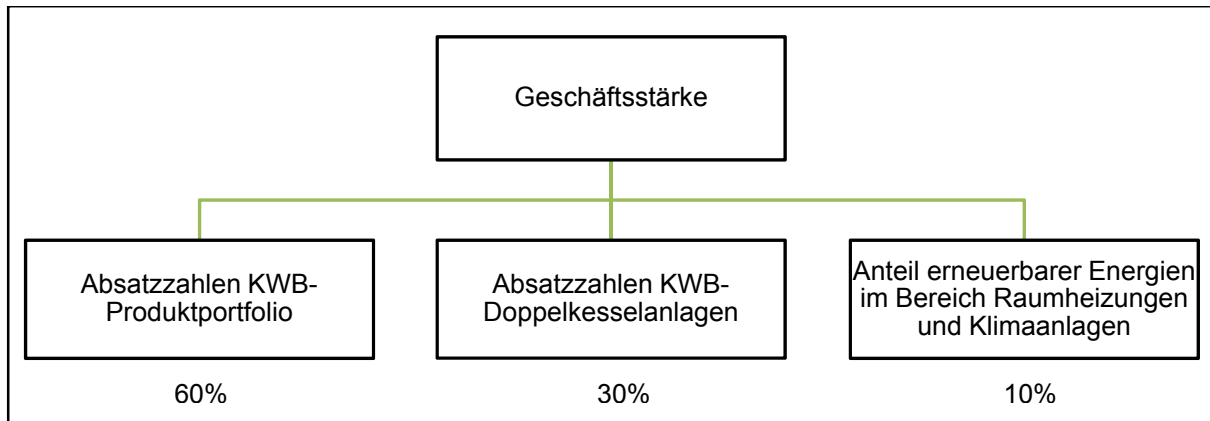 Geschäftsstärke
Absatzzahlen KWB-
Produktportfolio
Absatzzahlen KWB-
Doppelkesselanlagen
Anteil erneuerbarer Energien
im Bereich Raumheizungen
und Klimaanlagen
60%
30%
10%